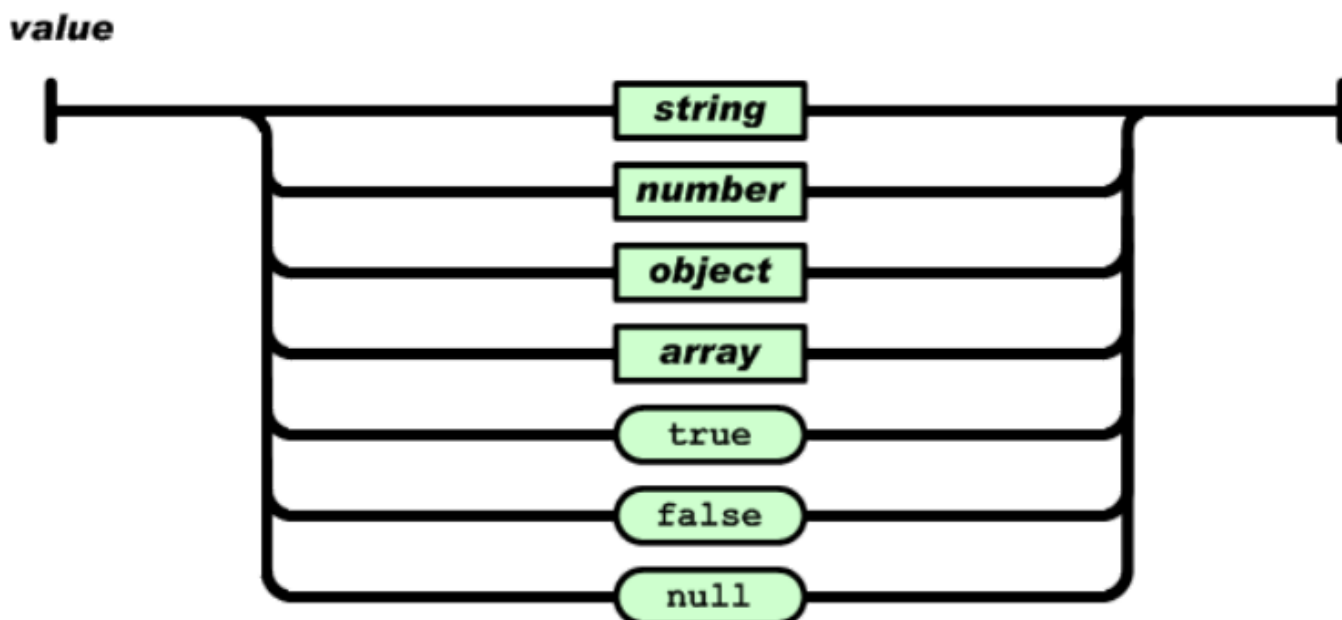 value
string
number
object
array
true
false
null